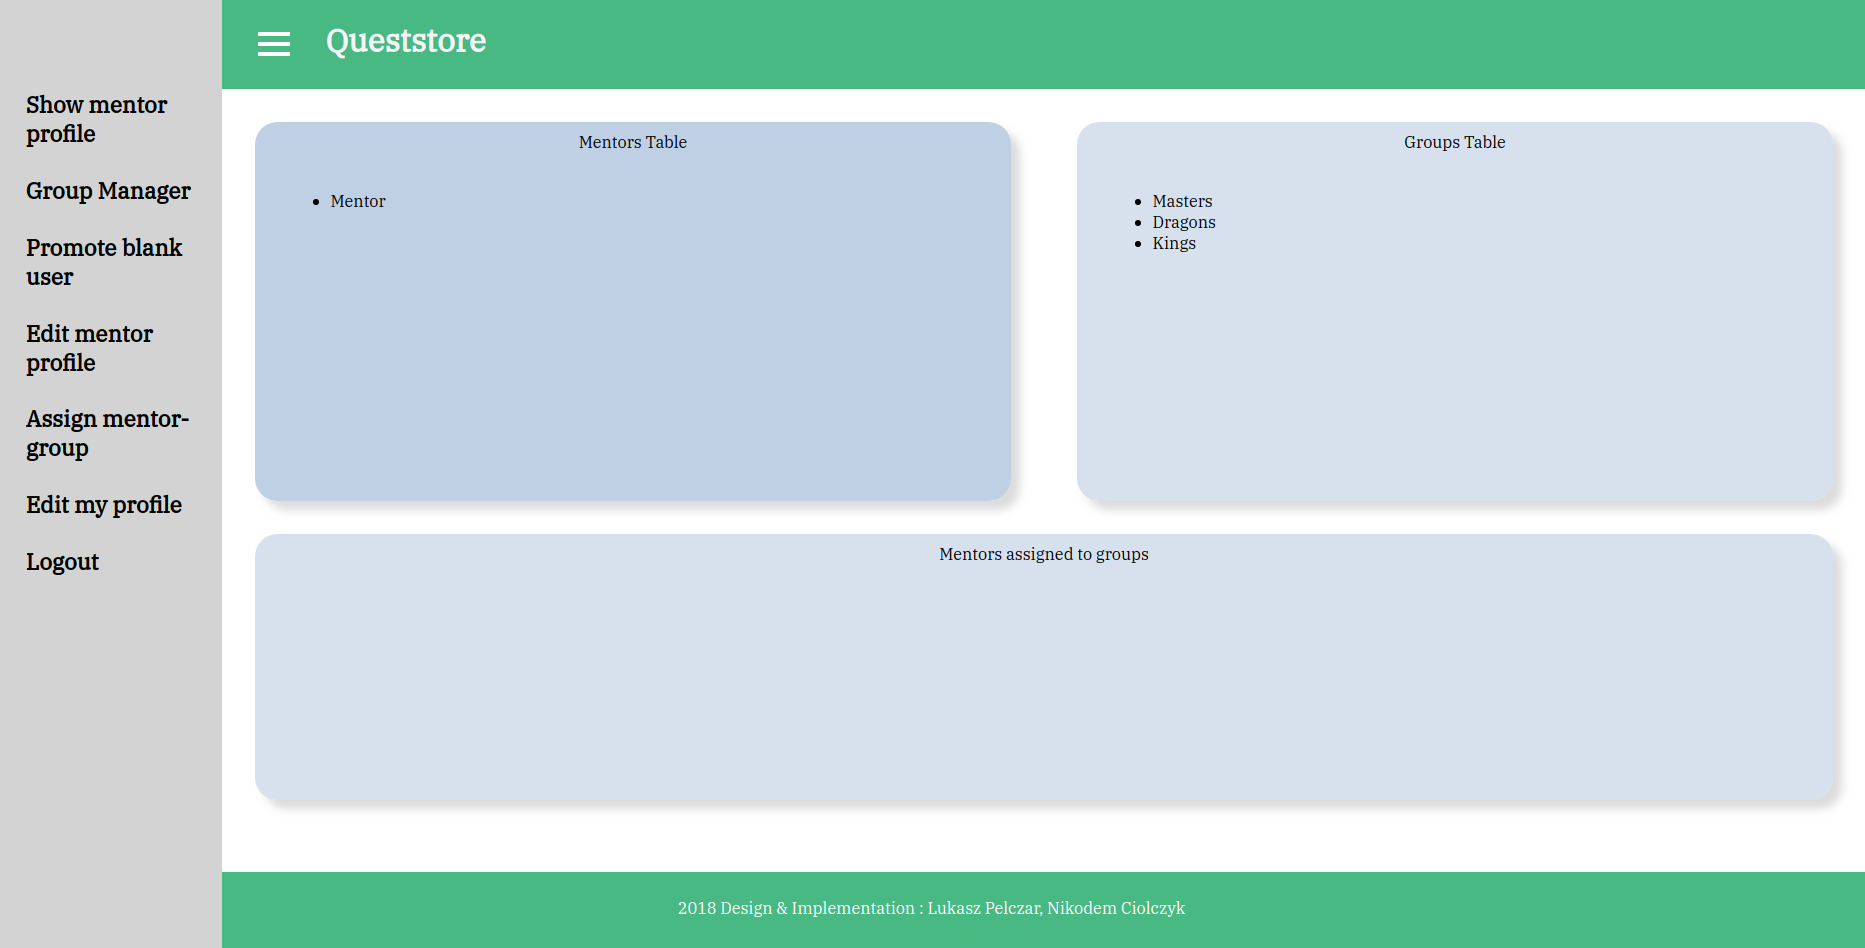 Queststore
Show mentor
profile
Group Manager
Promote blank
user
Edit mentor
profile
Assign mentor-
group
Edit my profile
Logout
Mentors Table
Mentor
Groups Table
Masters
Dragons
Kings
Mentors assigned to groups
2018 Design & Implementation : Lukasz Pelczar, Nikodem Ciolczyk